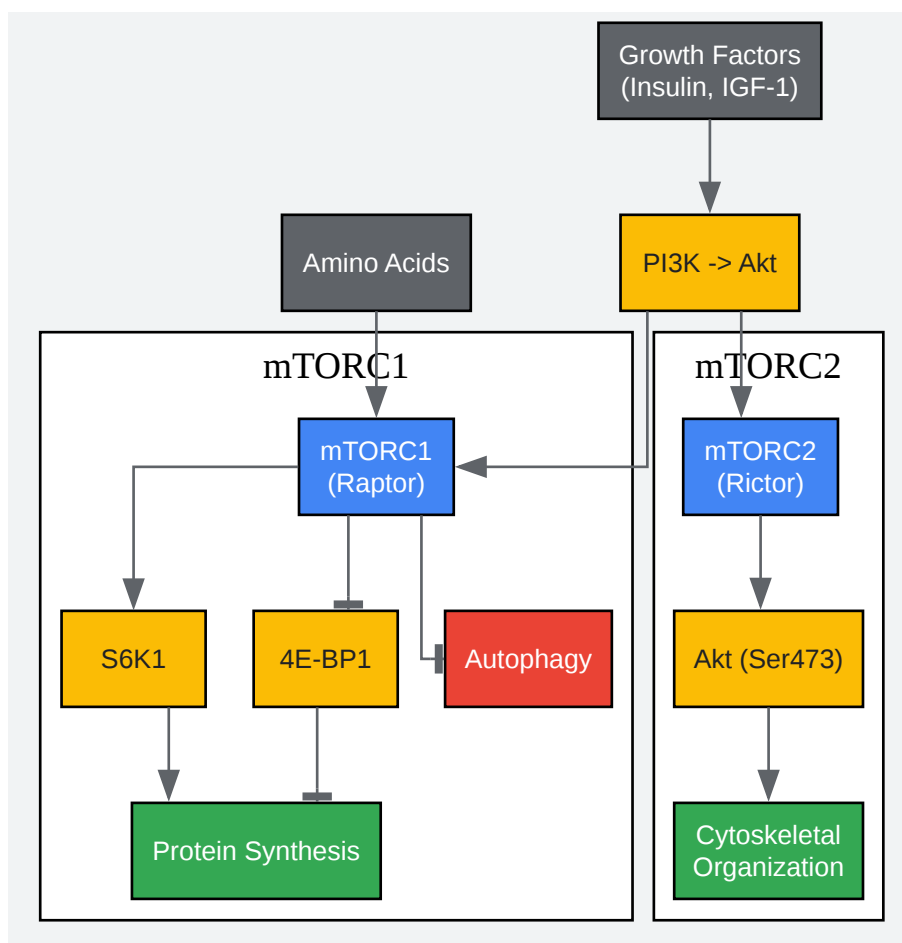 Growth Factors
(Insulin, IGF-1)
Amino Acids
PI3K -> Akt
mTORC1
mTORC2
mTORC1
(Raptor)
mTORC2
(Rictor)
S6K1
4E-BP1
Autophagy
Akt (Ser473)
Protein Synthesis
Cytoskeletal
Organization